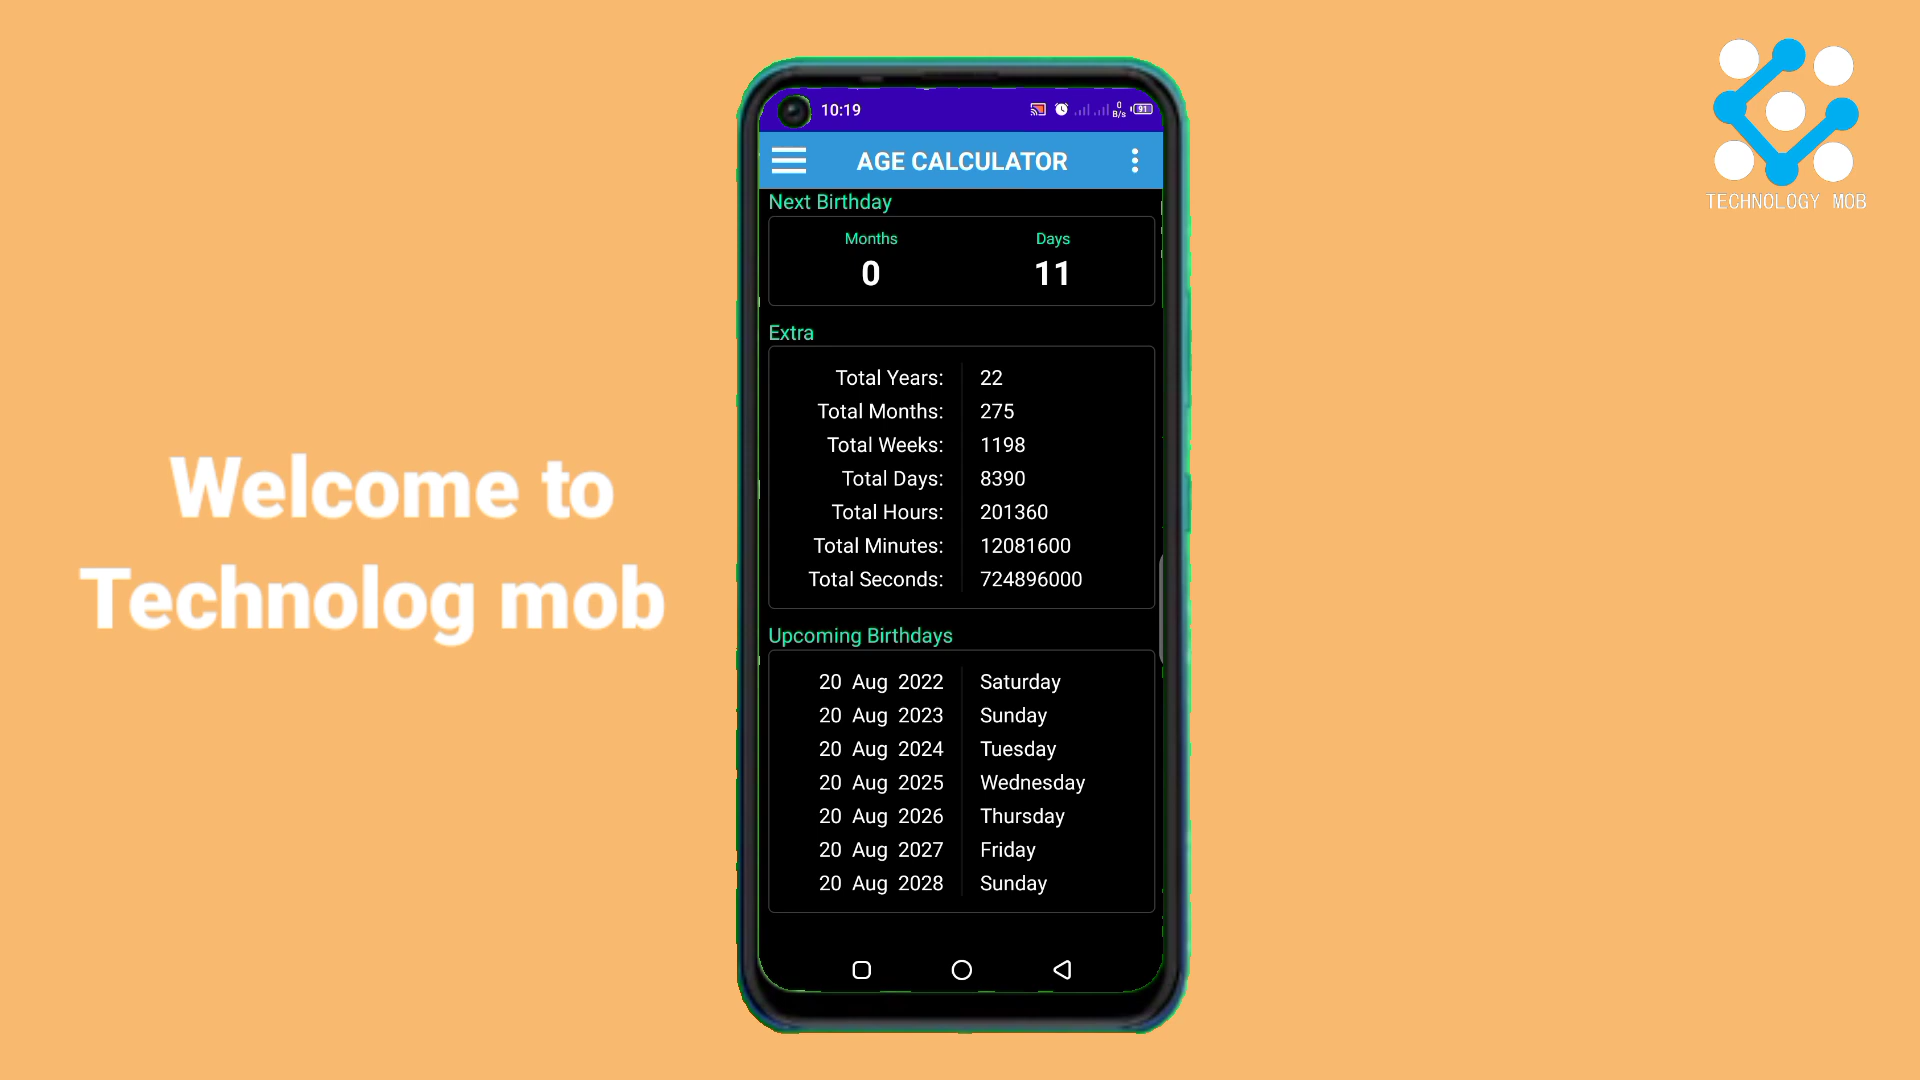 Welcome to
Technolog mob
10:19
0
B/s
91
AGE CALCULATOR
Next Birthday
Months Days
0 11
Extra
Total Years: 22
Total Months: 275
Total Weeks: 1198
Total Days: 8390
Total Hours: 201360
Total Minutes: 12081600
Total Seconds: 724896000
Upcoming Birthdays
20 Aug 2022 Saturday
20 Aug 2023 Sunday
20 Aug 2024 Tuesday
20 Aug 2025 Wednesday
20 Aug 2026 Thursday
20 Aug 2027 Friday
20 Aug 2028 Sunday
TECHNOLOGY MOB